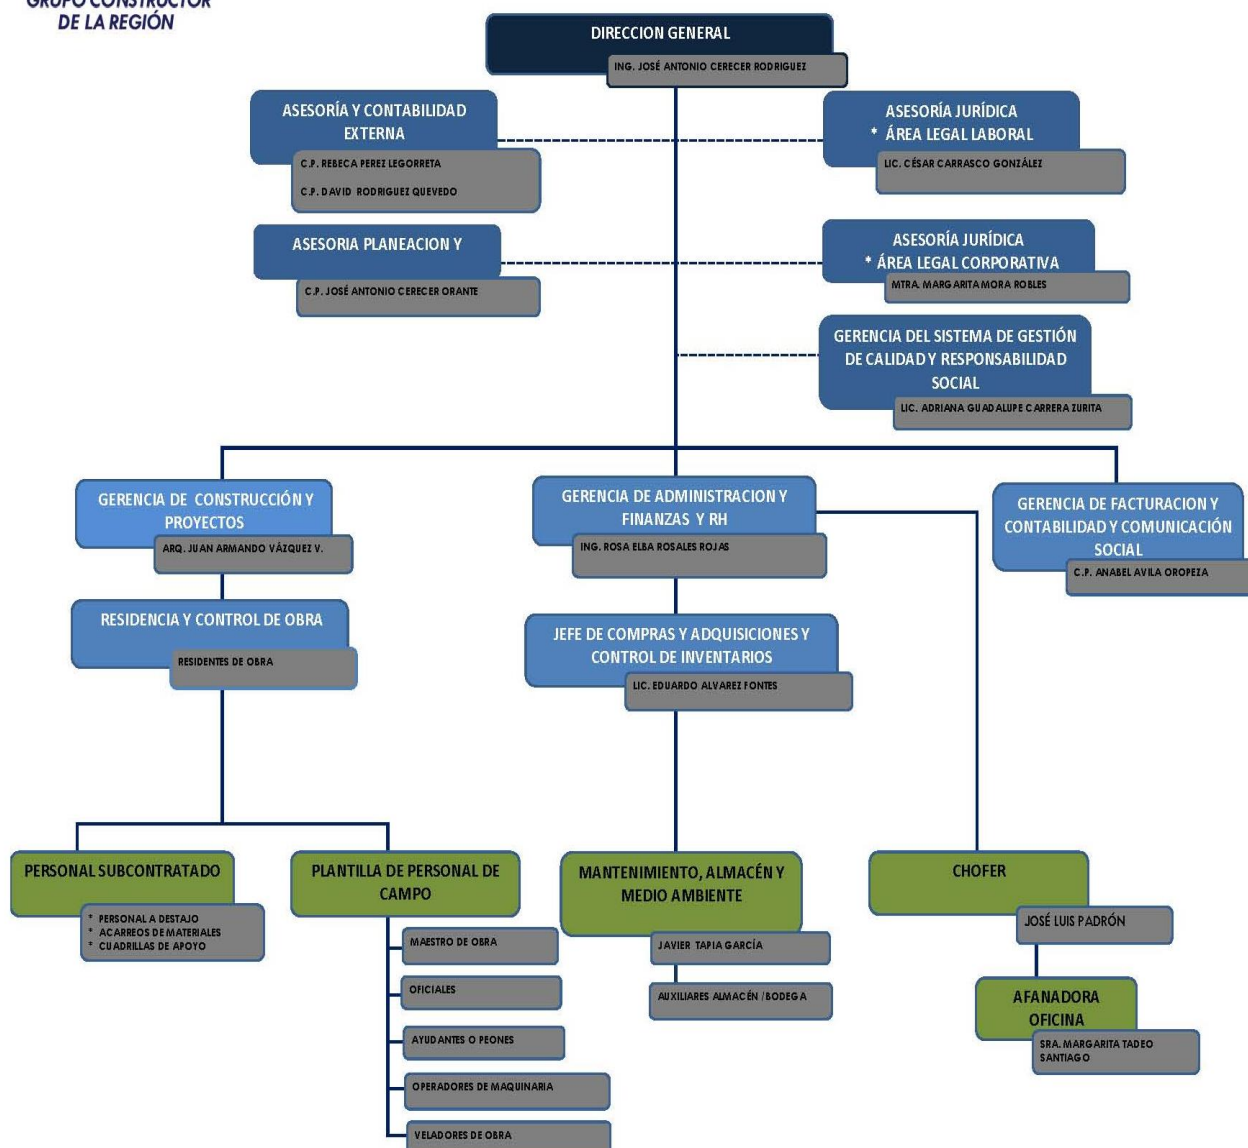 GRUPO CONSTRUCTOR
DE LA REGIÓN
DIRECCION GENERAL
ING. JOSÉ ANTONIO CERECER RODRIGUEZ
ASESORÍA Y CONTABILIDAD
EXTERNA
C.P. REBECA PEREZ LEGORRETA
C.P. DAVID RODRIGUEZ QUEVEDO
ASESORÍA JURÍDICA
* ÁREA LEGAL LABORAL
LIC. CÉSAR CARRASCO GONZÁLEZ
ASESORIA PLANEACION Y
C.P. JOSÉ ANTONIO CERECER ORANTE
ASESORÍA JURÍDICA
* ÁREA LEGAL CORPORATIVA
MTRA. MARGARITA MORA ROBLES
GERENCIA DEL SISTEMA DE GESTIÓN
DE CALIDAD Y RESPONSABILIDAD
SOCIAL
LIC. ADRIANA GUADALUPE CARRERA ZURITA
GERENCIA DE CONSTRUCCIÓN Y
PROYECTOS
ARQ. JUAN ARMANDO VÁZQUEZ V.
GERENCIA DE ADMINISTRACION Y
FINANZAS Y RH
ING. ROSA ELBA ROSALES ROJAS
GERENCIA DE FACTURACION Y
CONTABILIDAD Y COMUNICACIÓN
SOCIAL
C.P. ANABEL AVILA OROPEZA
RESIDENCIA Y CONTROL DE OBRA
RESIDENTES DE OBRA
JEFE DE COMPRAS Y ADQUISICIONES Y
CONTROL DE INVENTARIOS
LIC. EDUARDO ALVAREZ FONTES
PERSONAL SUBCONTRATADO
* PERSONAL A DESTAJO
* ACARREOS DE MATERIALES
* CUADRILLAS DE APOYO
PLANTILLA DE PERSONAL DE
CAMPO
MAESTRO DE OBRA
OFICIALES
AYUDANTES O PEONES
OPERADORES DE MAQUINARIA
VELADORES DE OBRA
MANTENIMIENTO, ALMACÉN Y
MEDIO AMBIENTE
JAVIER TAPIA GARCÍA
AUXILIARES ALMACÉN /BODEGA
CHOFER
JOSÉ LUIS PADRÓN
AFANADORA
OFICINA
SRA. MARGARITA TADEO
SANTIAGO